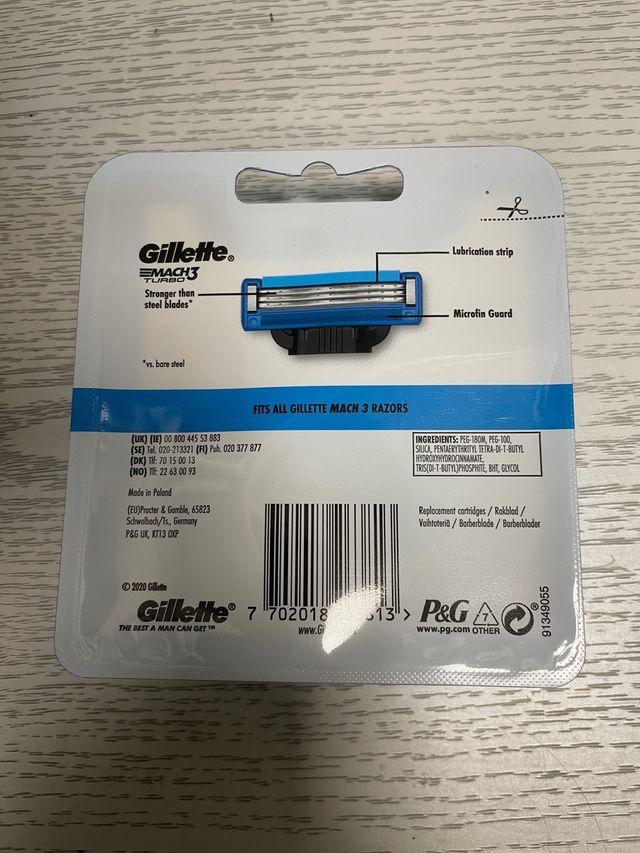 Gillette®
MACH3
TURBO
Lubrication strip
Stronger than
steel blades*
Microfin Guard
*vs. bare steel
FITS ALL GILLETTE MACH 3 RAZORS
(UK) (IE) 00 800 445 53 883
(SE) Tel. 020-213321 (FI) Puh. 020 377 877
(DK) Tlf: 70 15 00 13
(NO) Tlf: 22 63 00 93
INGREDIENTS: PEG-180M, PEG-100,
SILICA, PENTAERYTHRITYL TETRA-DI-T-BUTYL
HYDROXYHYDROCINNAMATE,
TRIS(DI-T-BUTYL)PHOSPHITE, BHT, GLYCOL
Made in Poland
(EU)Procter & Gamble, 65823
Schwalbach/Ts., Germany
P&G UK, KT13 0XP
Replacement cartridges / Rakblad /
Vaihtoteriä / Barberblade / Barberblader
© 2020 Gillette
Gillette®
THE BEST A MAN CAN GET™
7 702018 613 >
P&G
www.pg.com
7
OTHER
®
91349055